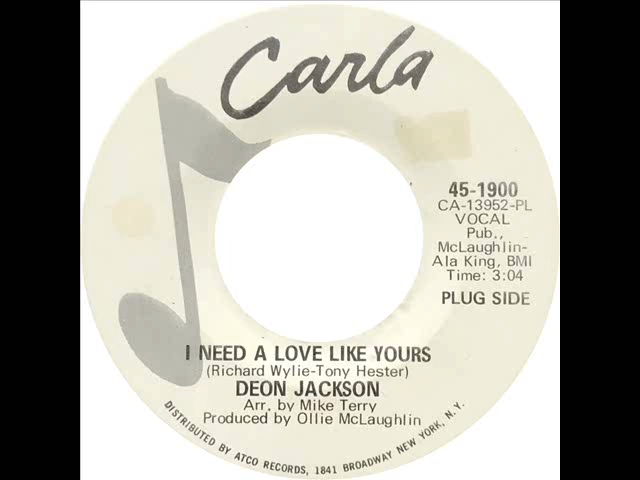 Carla
45-1900
CA-13952-PL
VOCAL
Pub.,
McLaughlin-
Ala King, BMI
Time: 3:04
PLUG SIDE
I NEED A LOVE LIKE YOURS
(Richard Wylie-Tony Hester)
DEON JACKSON
Arr. by Mike Terry
Produced by Ollie McLaughlin
DISTRIBUTED BY ATCO RECORDS, 1841 BROADWAY NEW YORK, N.Y.